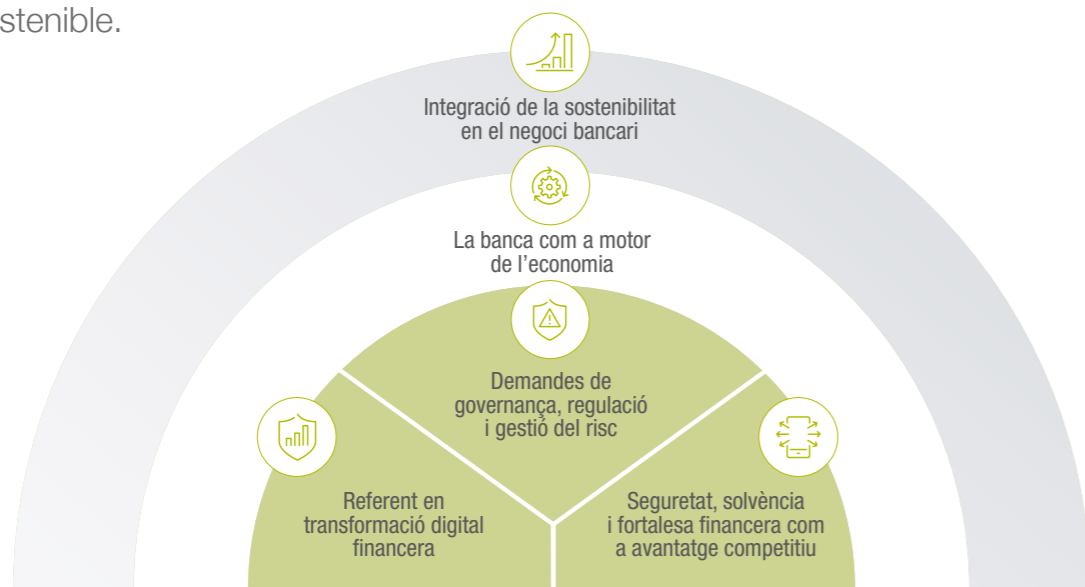 stenible.
Integració de la sostenibilitat
en el negoci bancari
La banca com a motor
de l’economia
Demandes de
governança, regulació
i gestió del risc
Referent en
transformació digital
financera
Seguretat, solvència
i fortalesa financera com
a avantatge competitiu